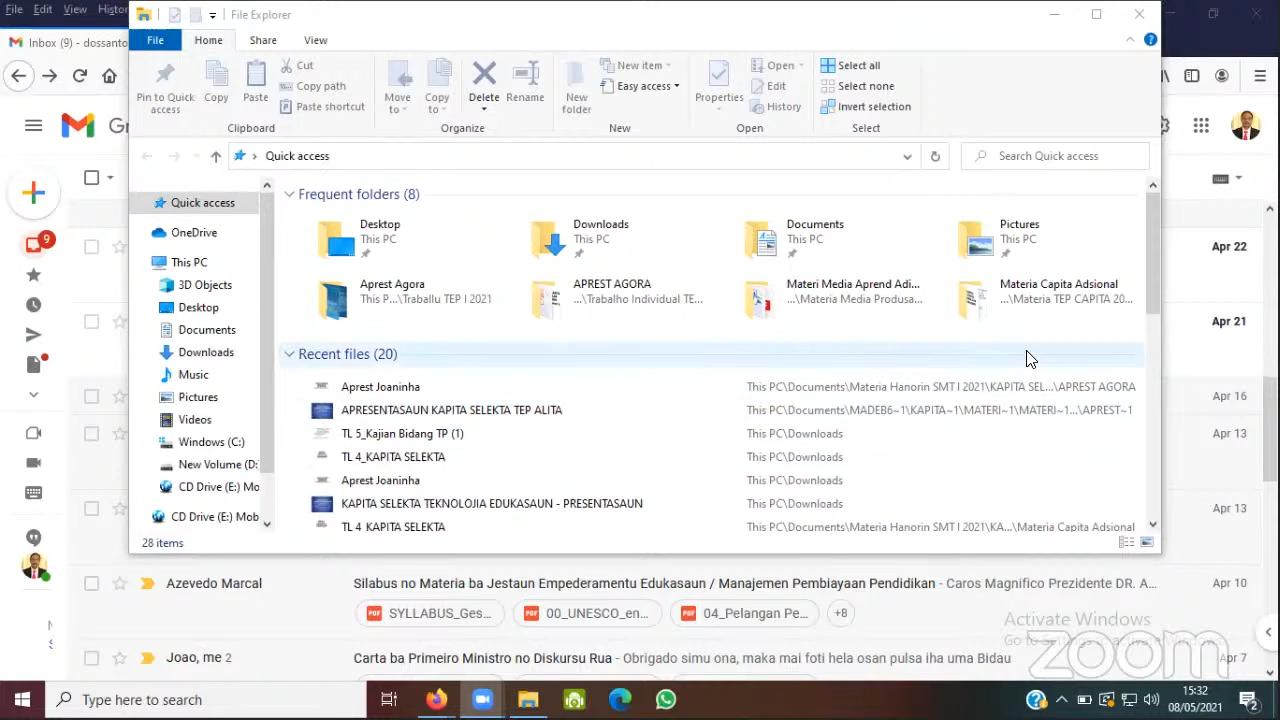 File Edit View Histor
File Explorer
Inbox (9) - dossanto
File Home Share View
Pin to Quick access
Copy
Paste
Cut
Copy path
Paste shortcut
Clipboard
Move to
Copy to
Delete
Rename
Organize
New folder
New item
Easy access
New
Properties
Open
Edit
History
Open
Select all
Select none
Invert selection
Select
Quick access
Search Quick access
Quick access
OneDrive
This PC
3D Objects
Desktop
Documents
Downloads
Music
Pictures
Videos
Windows (C:)
New Volume (D:
CD Drive (E:) Mo
CD Drive (E:) Mob
Frequent folders (8)
Desktop
This PC
Downloads
This PC
Documents
This PC
Pictures
This PC
Aprest Agora
This P...\Traballu TEP I 2021
APREST AGORA
...\Trabalho Individual TE...
Materi Media Aprend Adi...
...\Materia Media Produsa...
Materia Capita Adsional
...\Materia TEP CAPITA 20...
Recent files (20)
Aprest Joaninha This PC\Documents\Materia Hanorin SMT I 2021\KAPITA SEL...\APREST AGORA
APRESENTASAUN KAPITA SELEKTA TEP ALITA This PC\Documents\MADEB6~1\KAPITA~1\MATERI~1\MATERI~1...\APREST~1
TL 5_Kajian Bidang TP (1) This PC\Downloads
TL 4_KAPITA SELEKTA This PC\Downloads
Aprest Joaninha This PC\Downloads
KAPITA SELEKTA TEKNOLOJIA EDUKASAUN - PRESENTASAUN This PC\Downloads
TL 4_KAPITA SELEKTA This PC\Documents\Materia Hanorin SMT I 2021\KA...\Materia Capita Adsional
28 items
9
Apr 22
Apr 21
Apr 16
Apr 13
Apr 13
Azevedo Marcal Silabus no Materia ba Jestaun Empederamentu Edukasaun / Manajemen Pembiayaan Pendidikan - Caros Magnifico Prezidente DR. A... Apr 10
PDF SYLLABUS_Ges... PDF 00_UNESCO_en... PDF 04_Pelangan Pe... +8
Activate Windows
zoom
Joao, me 2 Carta ba Primeiro Ministro no Diskursu Rua - Obrigado simu ona, maka mai foti hela osan pulsa iha uma Bidau Apr 7
Type here to search
15:32
08/05/2021
2